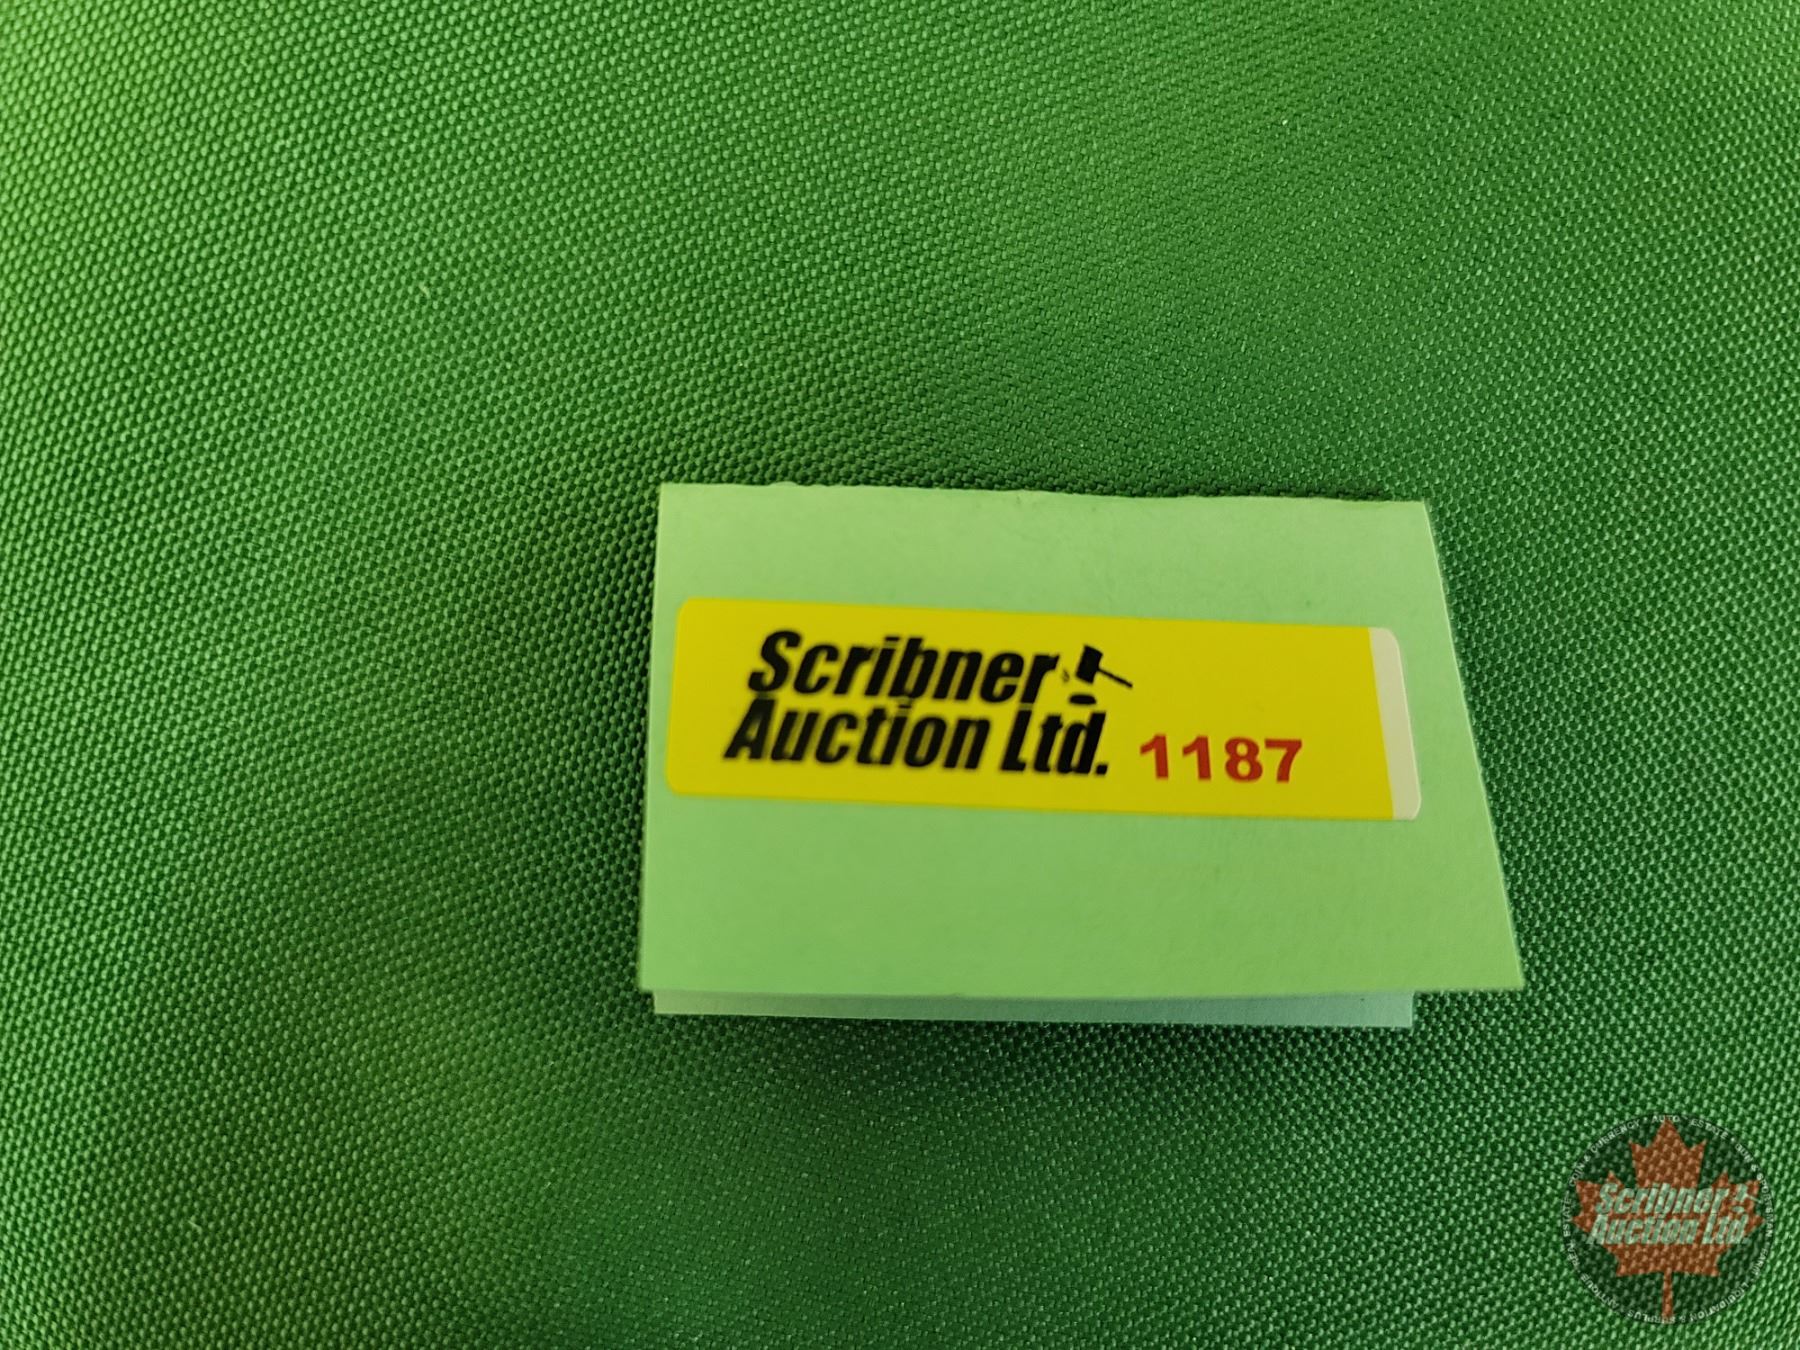 Scribner
Auction Ltd. 1187
Scribner
Auction Ltd.